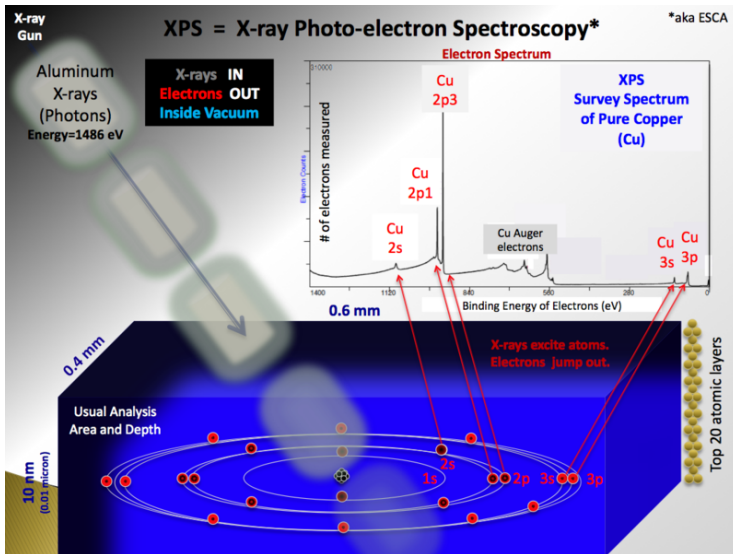 X-ray
Gun
XPS = X-ray Photo-electron Spectroscopy*
*aka ESCA
Aluminum
X-rays
(Photons)
Energy=1486 eV
X-rays IN
Electrons OUT
Inside Vacuum
Electron Spectrum
# of electrons measured
Electron Counts
Cu
2p3
Cu
2p1
Cu
2s
Cu Auger
electrons
XPS
Survey Spectrum
of Pure Copper
(Cu)
Cu
3s
Cu
3p
1400
1120
840
560
280
0
Binding Energy of Electrons (eV)
0.6 mm
0.4 mm
X-rays excite atoms.
Electrons jump out.
Usual Analysis
Area and Depth
10 nm
(0.01 micron)
1s
2s
2p
3s
3p
Top 20 atomic layers